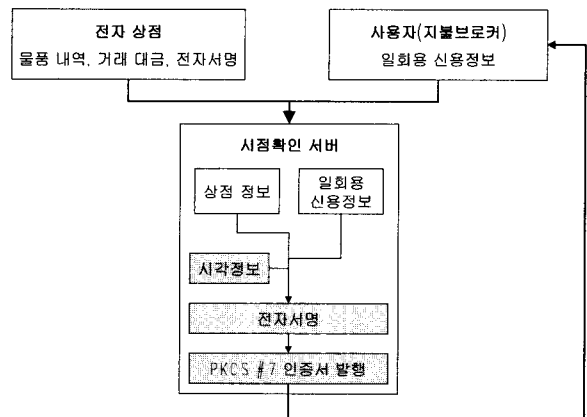 전자 상점
물품 내역, 거래 대금, 전자서명
사용자(지불브로커)
일회용 신용정보
시점확인 서버
상점 정보
일회용
신용정보
시각정보
전자서명
PKCS #7 인증서 발행